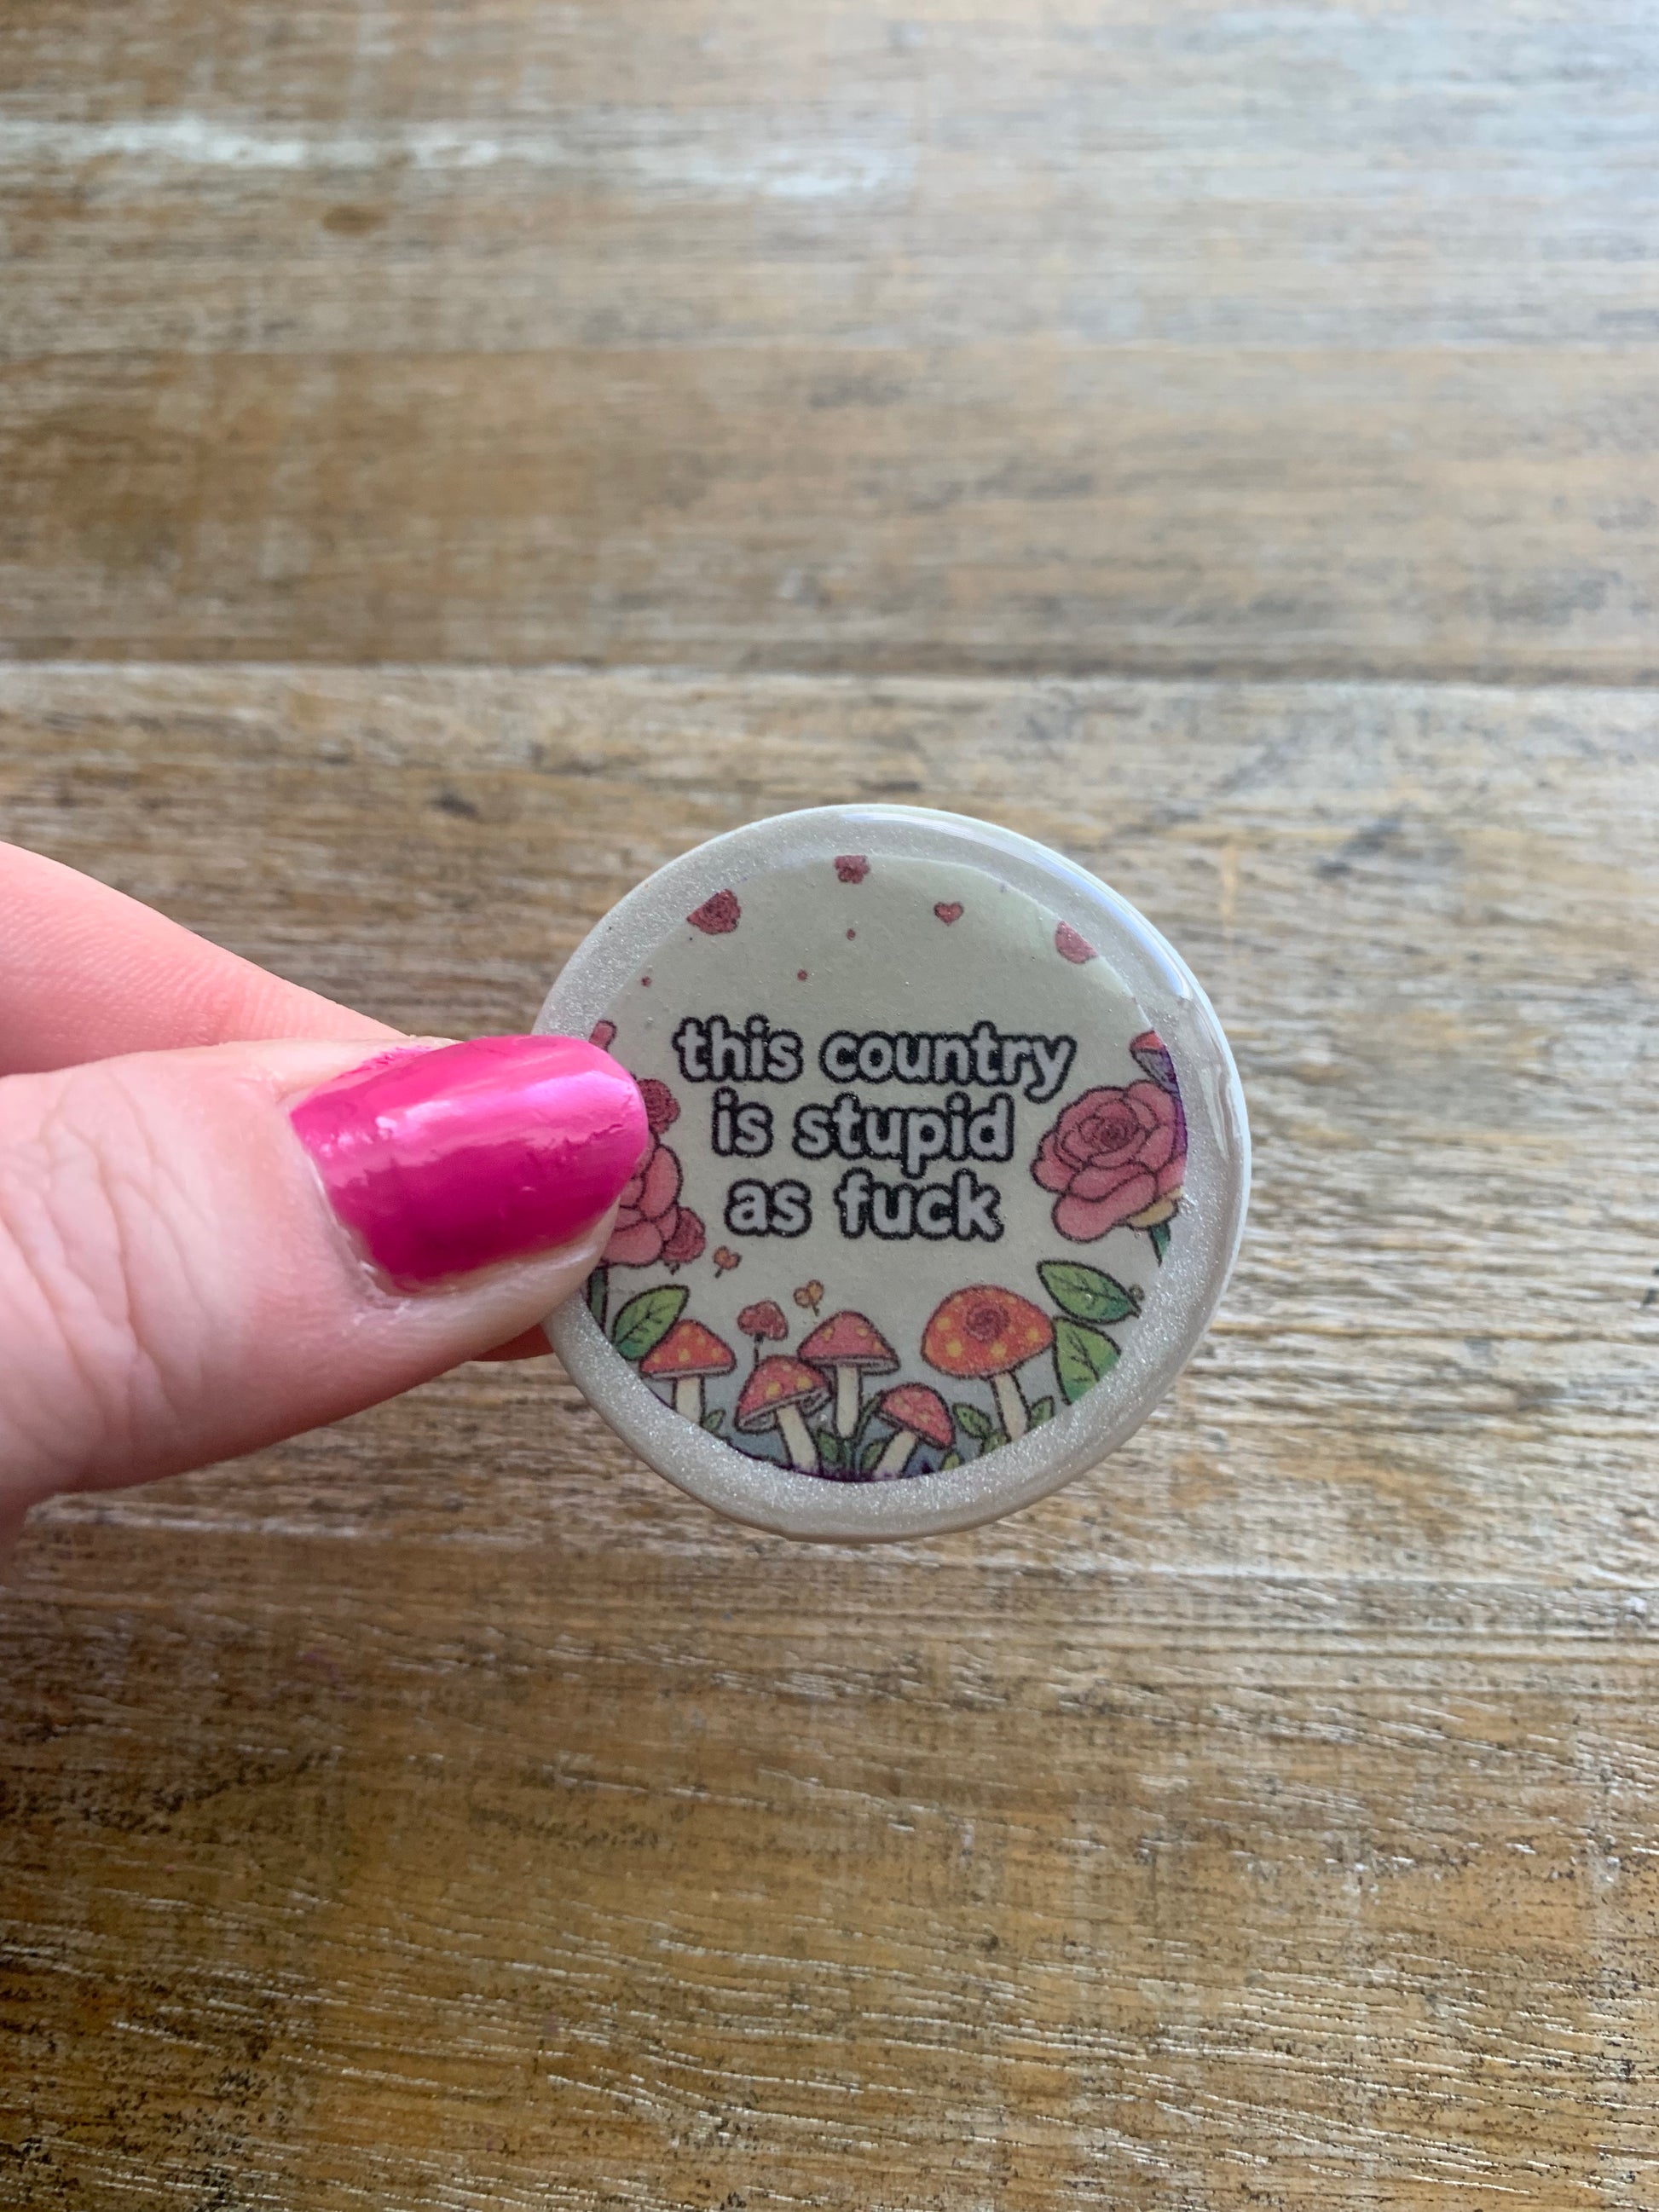 this country
is stupid
as fuck